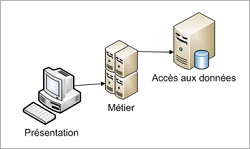 Accès aux données
Métier
Présentation